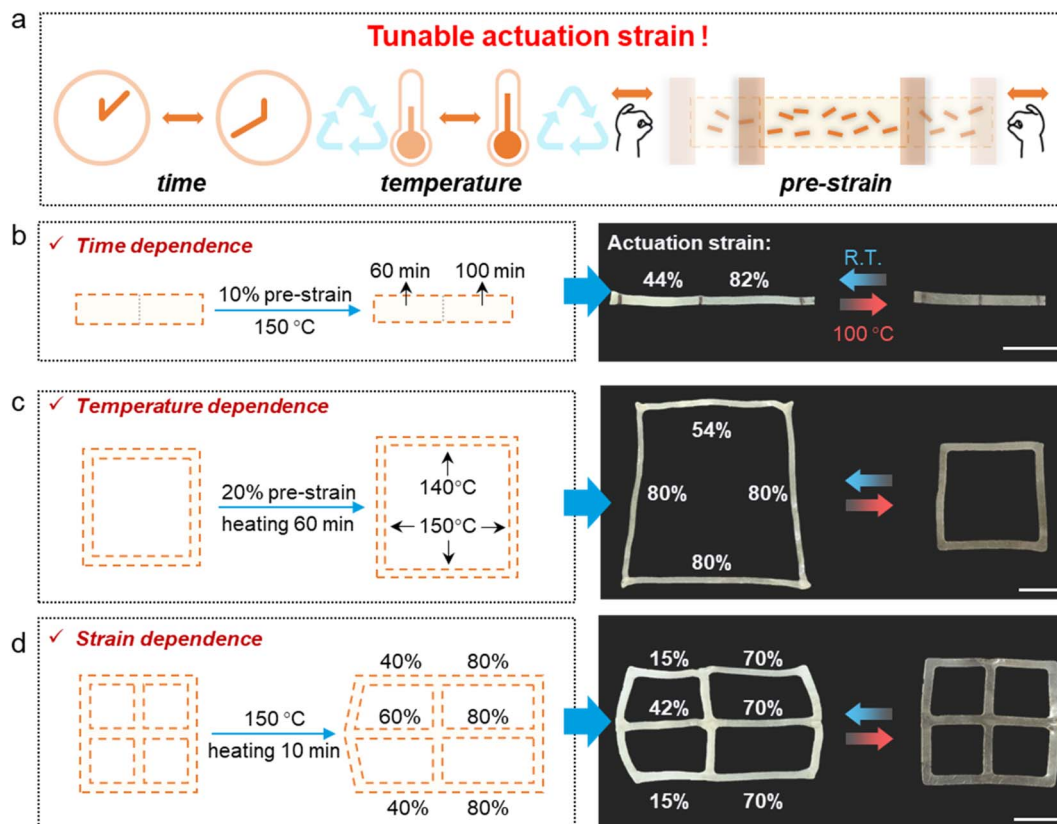 a
Tunable actuation strain !
time
temperature
pre-strain
b
✓ Time dependence
10% pre-strain
150 °C
60 min
100 min
Actuation strain:
44%
82%
R.T.
100 °C
c
✓ Temperature dependence
20% pre-strain
heating 60 min
140°C
150°C
54%
80%
80%
80%
d
✓ Strain dependence
150 °C
heating 10 min
40%
80%
60%
80%
40%
80%
15%
70%
42%
70%
15%
70%